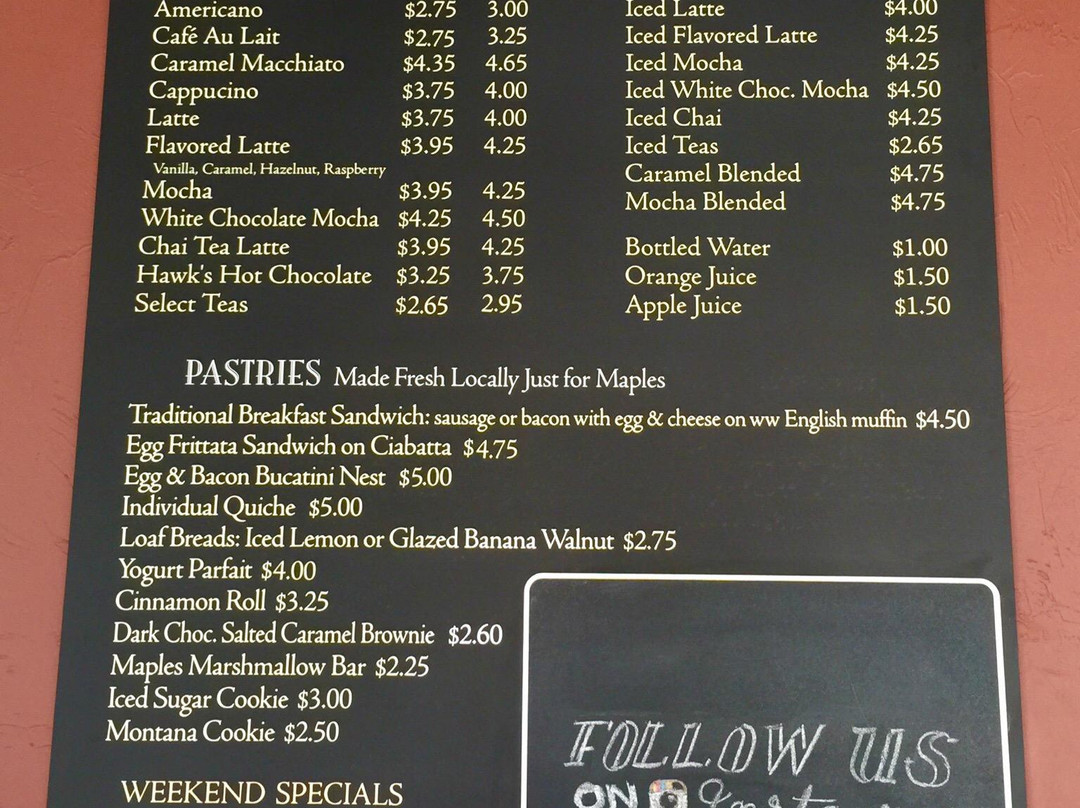 Americano $2.75 3.00
Café Au Lait $2.75 3.25
Caramel Macchiato $4.35 4.65
Cappucino $3.75 4.00
Latte $3.75 4.00
Flavored Latte $3.95 4.25
Vanilla, Caramel, Hazelnut, Raspberry
Mocha $3.95 4.25
White Chocolate Mocha $4.25 4.50
Chai Tea Latte $3.95 4.25
Hawk's Hot Chocolate $3.25 3.75
Select Teas $2.65 2.95
Iced Latte $4.00
Iced Flavored Latte $4.25
Iced Mocha $4.25
Iced White Choc. Mocha $4.50
Iced Chai $4.25
Iced Teas $2.65
Caramel Blended $4.75
Mocha Blended $4.75
Bottled Water $1.00
Orange Juice $1.50
Apple Juice $1.50
PASTRIES Made Fresh Locally Just for Maples
Traditional Breakfast Sandwich: sausage or bacon with egg & cheese on ww English muffin $4.50
Egg Frittata Sandwich on Ciabatta $4.75
Egg & Bacon Bucatini Nest $5.00
Individual Quiche $5.00
Loaf Breads: Iced Lemon or Glazed Banana Walnut $2.75
Yogurt Parfait $4.00
Cinnamon Roll $3.25
Dark Choc. Salted Caramel Brownie $2.60
Maples Marshmallow Bar $2.25
Iced Sugar Cookie $3.00
Montana Cookie $2.50
WEEKEND SPECIALS
FOLLOW US
ON